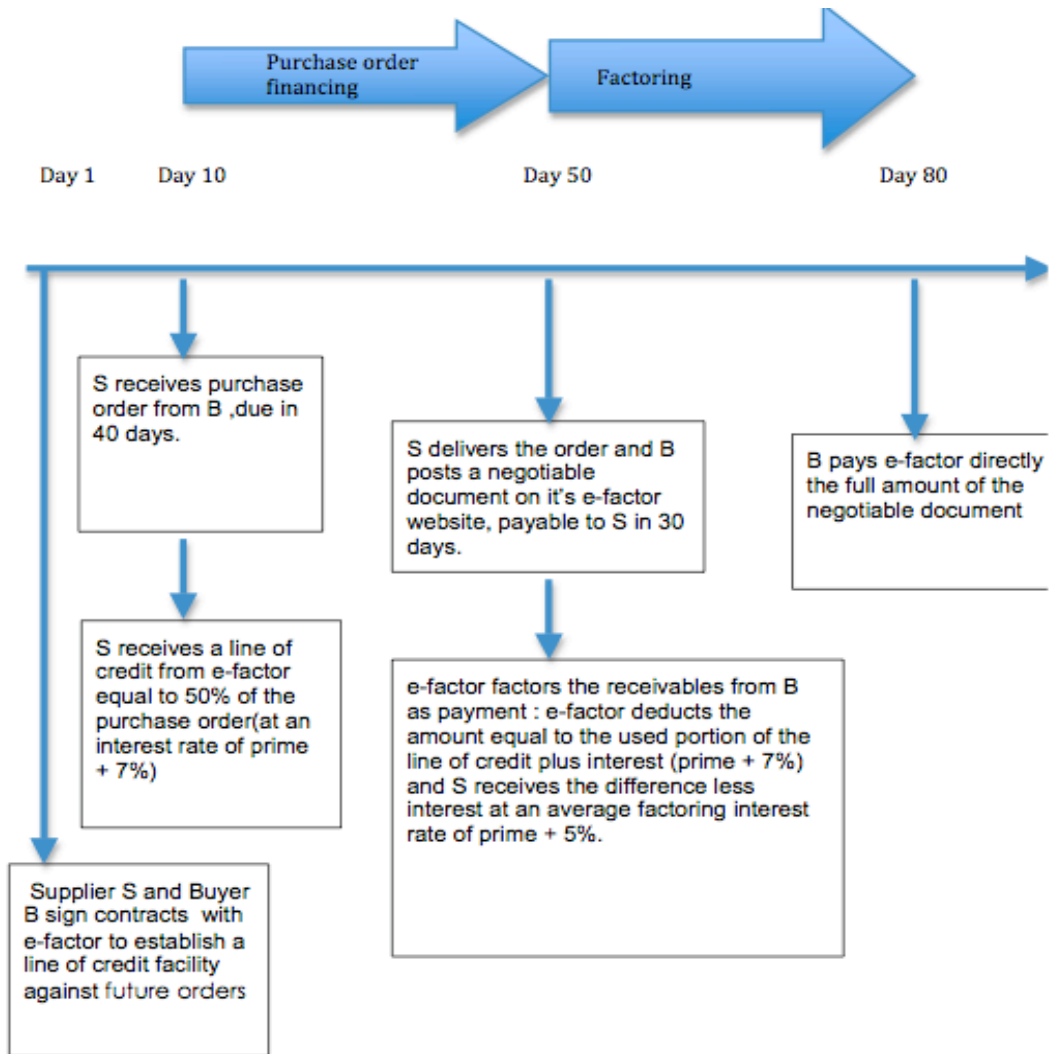 Purchase order
financing
Factoring
Day 1
Day 10
Day 50
Day 80
S receives purchase
order from B ,due in
40 days.
S delivers the order and B
posts a negotiable
document on it's e-factor
website, payable to S in 30
days.
B pays e-factor directly
the full amount of the
negotiable document
S receives a line of
credit from e-factor
equal to 50% of the
purchase order(at an
interest rate of prime
+ 7%)
e-factor factors the receivables from B
as payment : e-factor deducts the
amount equal to the used portion of the
line of credit plus interest (prime + 7%)
and S receives the difference less
interest at an average factoring interest
rate of prime + 5%.
Supplier S and Buyer
B sign contracts with
e-factor to establish a
line of credit facility
against future orders